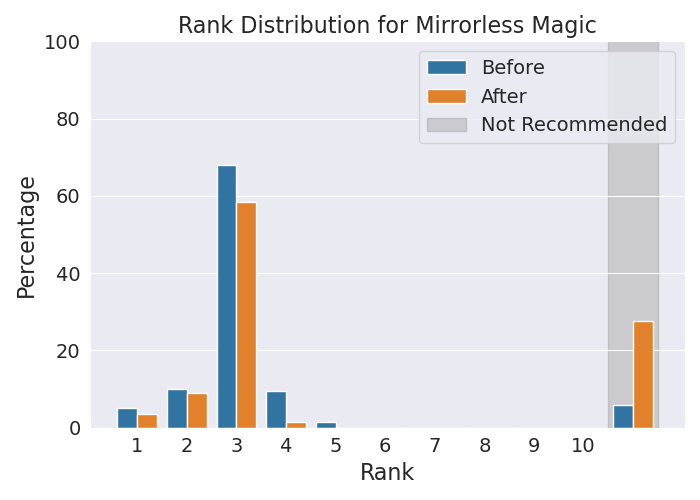 Rank Distribution for Mirrorless Magic
100
80
60
40
20
0
Percentage
Before
After
Not Recommended
1 2 3 4 5 6 7 8 9 10
Rank